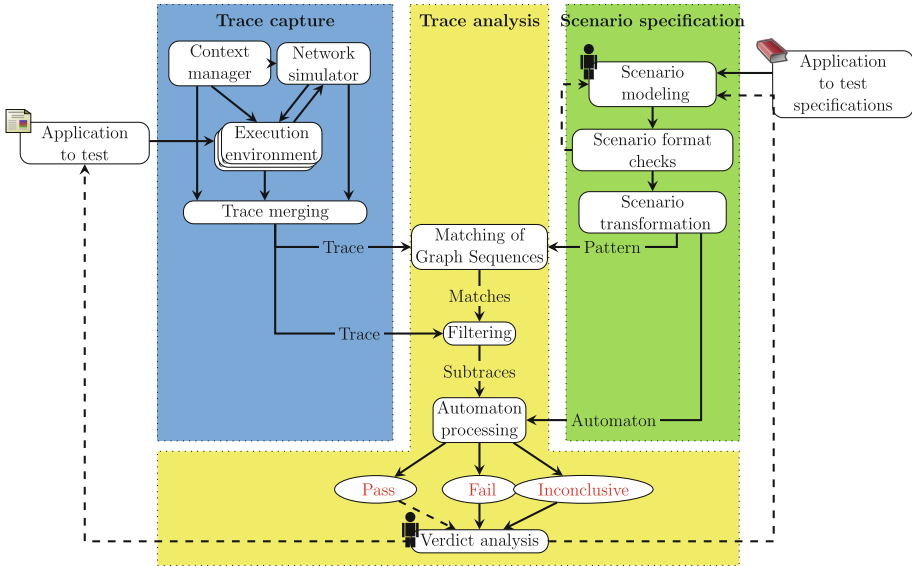 Trace capture
Trace analysis
Scenario specification
Context
manager
Network
simulator
Scenario
modeling
Application
to test
specifications
Application
to test
Execution
environment
Scenario format
checks
Trace merging
Scenario
transformation
Trace
Matching of
Graph Sequences
Pattern
Matches
Trace
Filtering
Subtraces
Automaton
processing
Automaton
Pass
Fail
Inconclusive
Verdict analysis